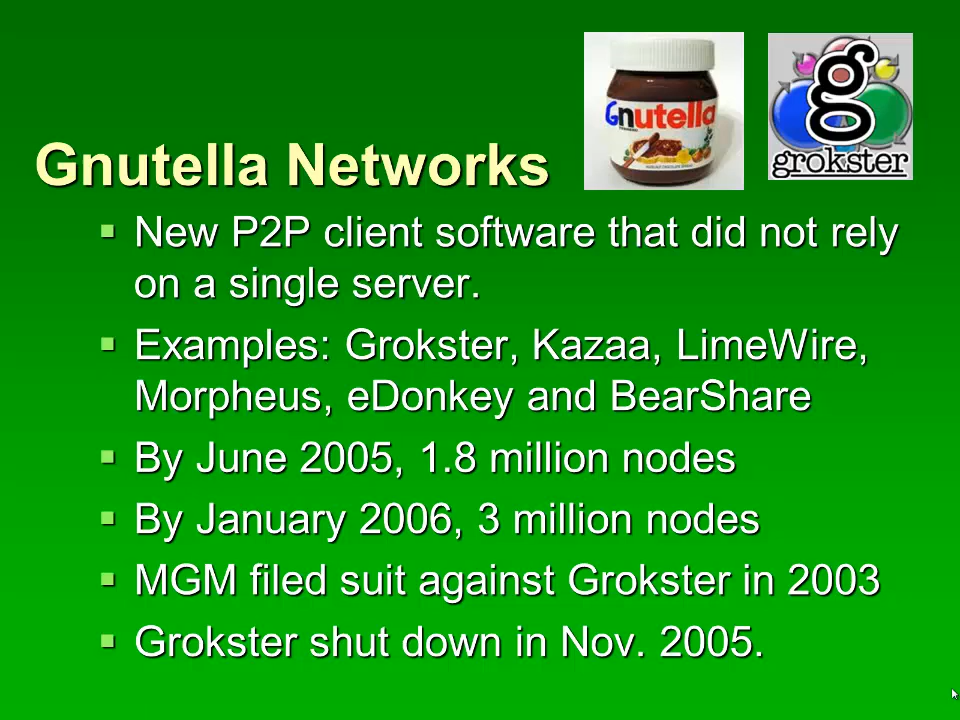 Gnutella
grokster
Gnutella Networks
New P2P client software that did not rely
on a single server.
Examples: Grokster, Kazaa, LimeWire,
Morpheus, eDonkey and BearShare
By June 2005, 1.8 million nodes
By January 2006, 3 million nodes
MGM filed suit against Grokster in 2003
Grokster shut down in Nov. 2005.